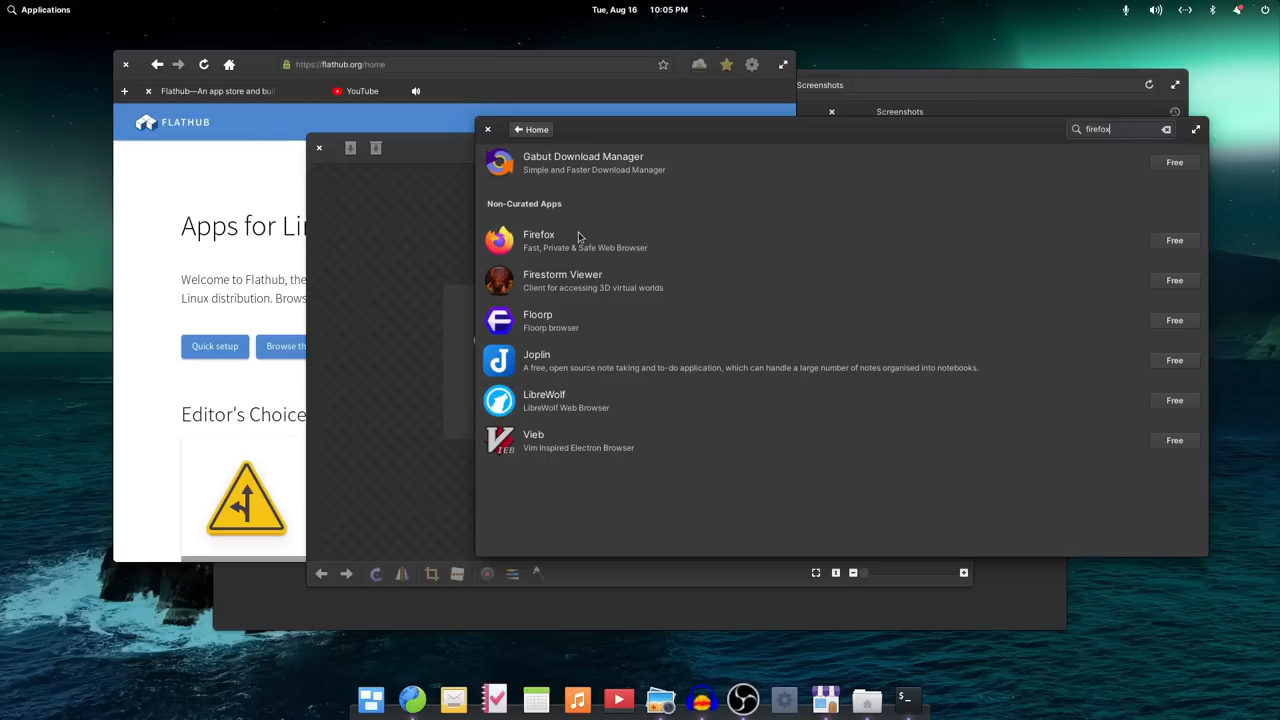 Applications
Tue, Aug 16 10:05 PM
https://flathub.org/home
Flathub—An app store and bui
YouTube
FLATHUB
Apps for Li
Welcome to Flathub, the
Linux distribution. Brows
Quick setup
Browse th
Editor's Choice
Screenshots
Screenshots
Home
firefox
Gabut Download Manager
Simple and Faster Download Manager
Free
Non-Curated Apps
Firefox
Fast, Private & Safe Web Browser
Free
Firestorm Viewer
Client for accessing 3D virtual worlds
Free
Floorp
Floorp browser
Free
Joplin
A free, open source note taking and to-do application, which can handle a large number of notes organised into notebooks.
Free
LibreWolf
LibreWolf Web Browser
Free
Vieb
Vim Inspired Electron Browser
Free
VIEB